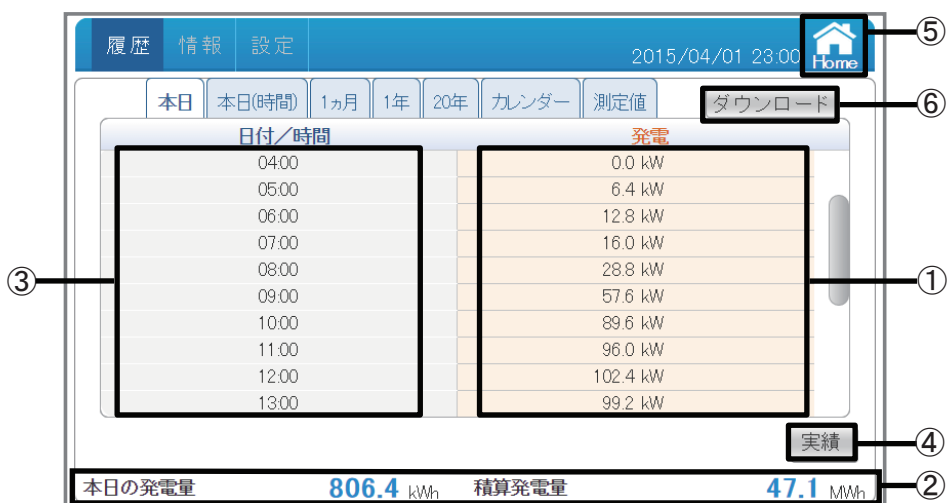 履歴 情報 設定 2015/04/01 23:00 Home ⑤
本日 本日(時間) 1ヵ月 1年 20年 カレンダー 測定値 ダウンロード ⑥
日付／時間 発電
04:00 0.0 kW
05:00 6.4 kW
06:00 12.8 kW
07:00 16.0 kW
③ 08:00 28.8 kW ①
09:00 57.6 kW
10:00 89.6 kW
11:00 96.0 kW
12:00 102.4 kW
13:00 99.2 kW
実績 ④
本日の発電量 806.4 kWh 積算発電量 47.1 MWh ②